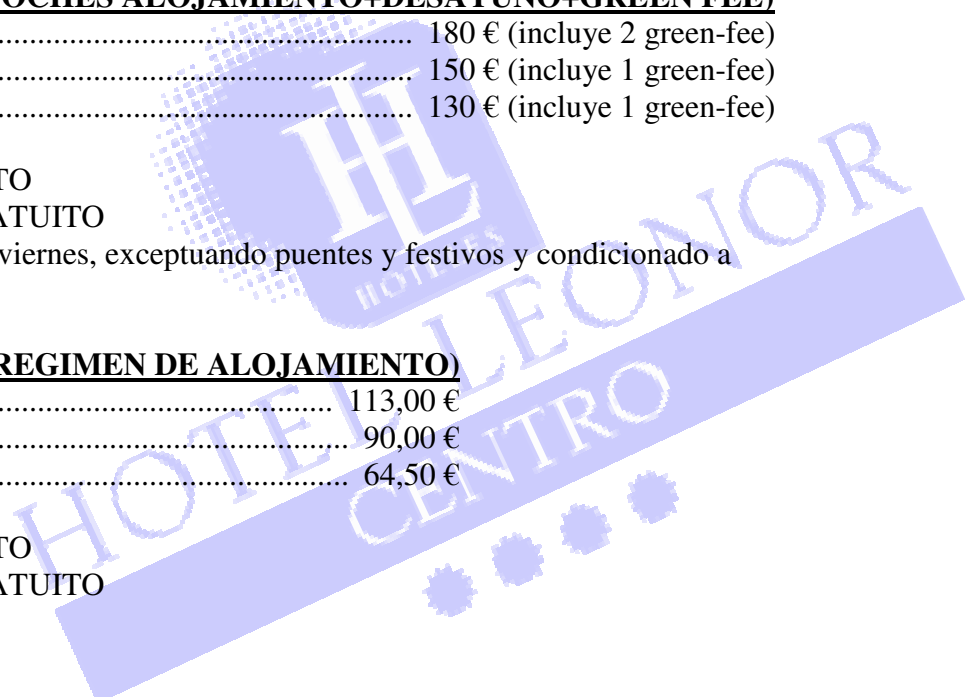 OCHES ALOJAMIENTO+DESAYUNO+GREEN FEE)
........................................................................... 180 € (incluye 2 green-fee)
........................................................................... 150 € (incluye 1 green-fee)
........................................................................... 130 € (incluye 1 green-fee)
TO
ATUITO
viernes, exceptuando puentes y festivos y condicionado a
REGIMEN DE ALOJAMIENTO)
............................................................ 113,00 €
............................................................... 90,00 €
............................................................... 64,50 €
TO
ATUITO
HL
HOTELES
HOTEL LEONOR
CENTRO